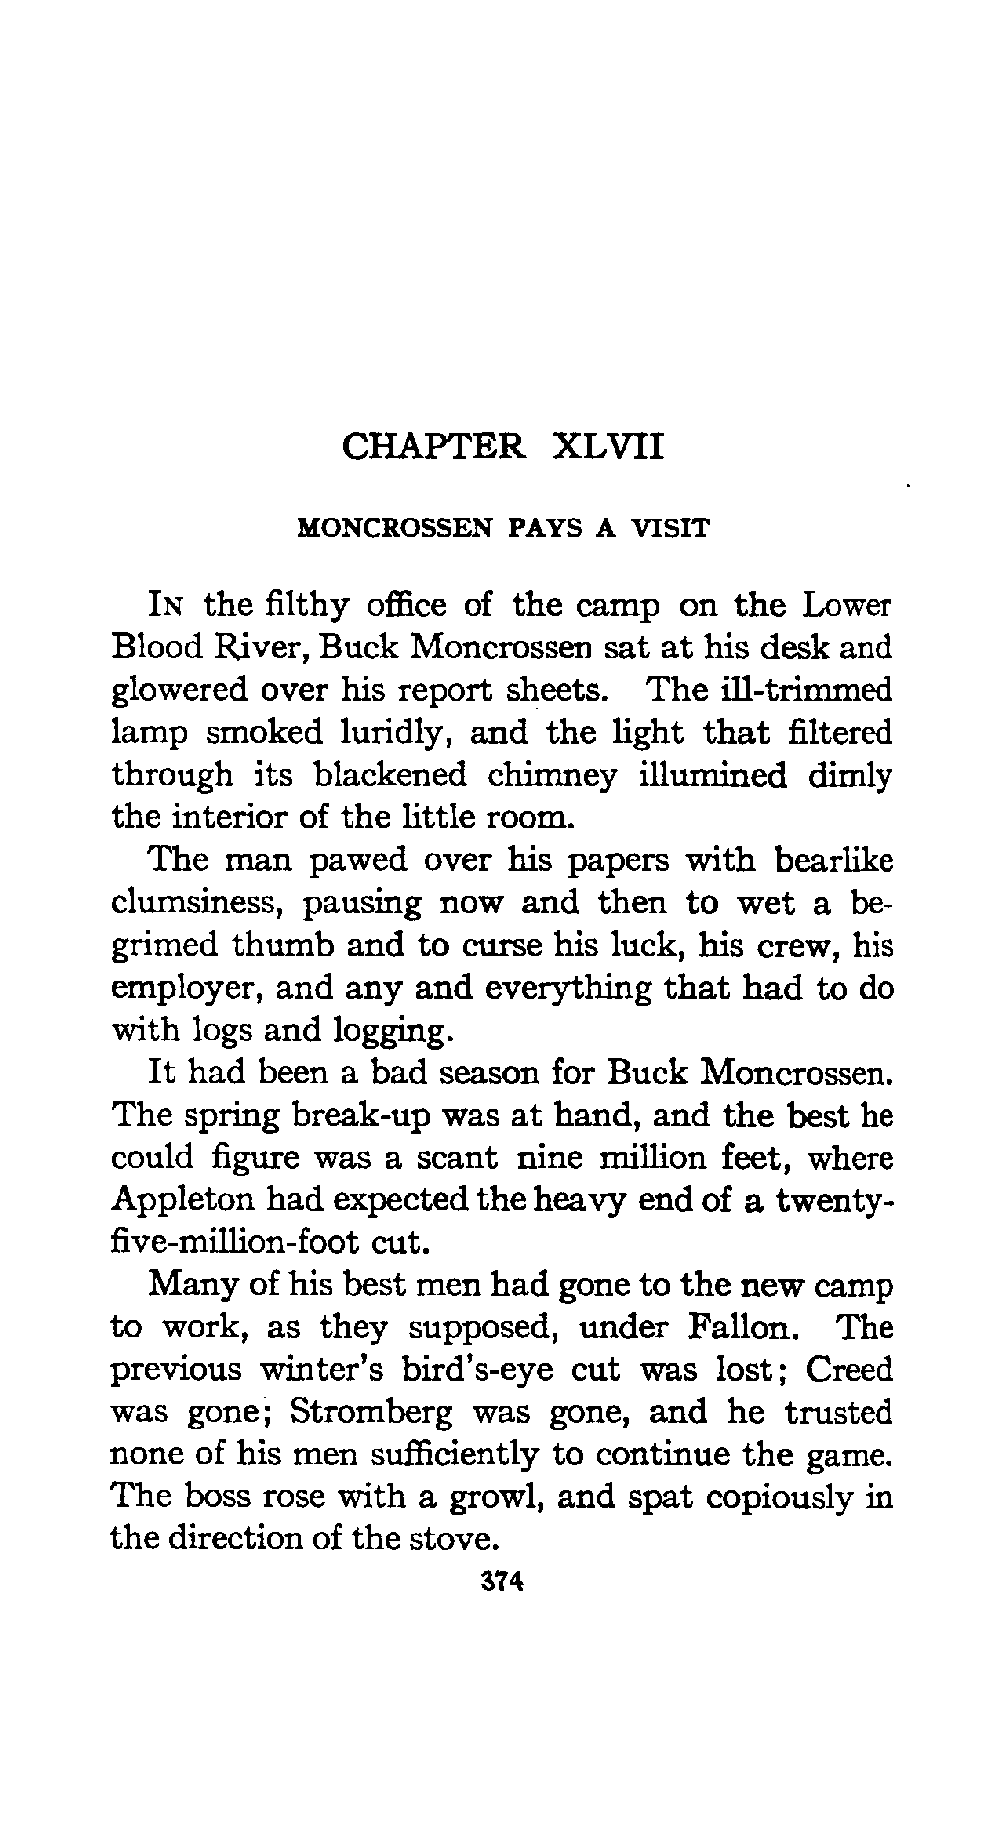 CHAPTER XLVII
MONCROSSEN PAYS A VISIT
IN the filthy office of the camp on the Lower
Blood River, Buck Moncrossen sat at his desk and
glowered over his report sheets. The ill-trimmed
lamp smoked luridly, and the light that filtered
through its blackened chimney illumined dimly
the interior of the little room.
The man pawed over his papers with bearlike
clumsiness, pausing now and then to wet a be-
grimed thumb and to curse his luck, his crew, his
employer, and any and everything that had to do
with logs and logging.
It had been a bad season for Buck Moncrossen.
The spring break-up was at hand, and the best he
could figure was a scant nine million feet, where
Appleton had expected the heavy end of a twenty-
five-million-foot cut.
Many of his best men had gone to the new camp
to work, as they supposed, under Fallon. The
previous winter's bird's-eye cut was lost; Creed
was gone; Stromberg was gone, and he trusted
none of his men sufficiently to continue the game.
The boss rose with a growl, and spat copiously in
the direction of the stove.
374